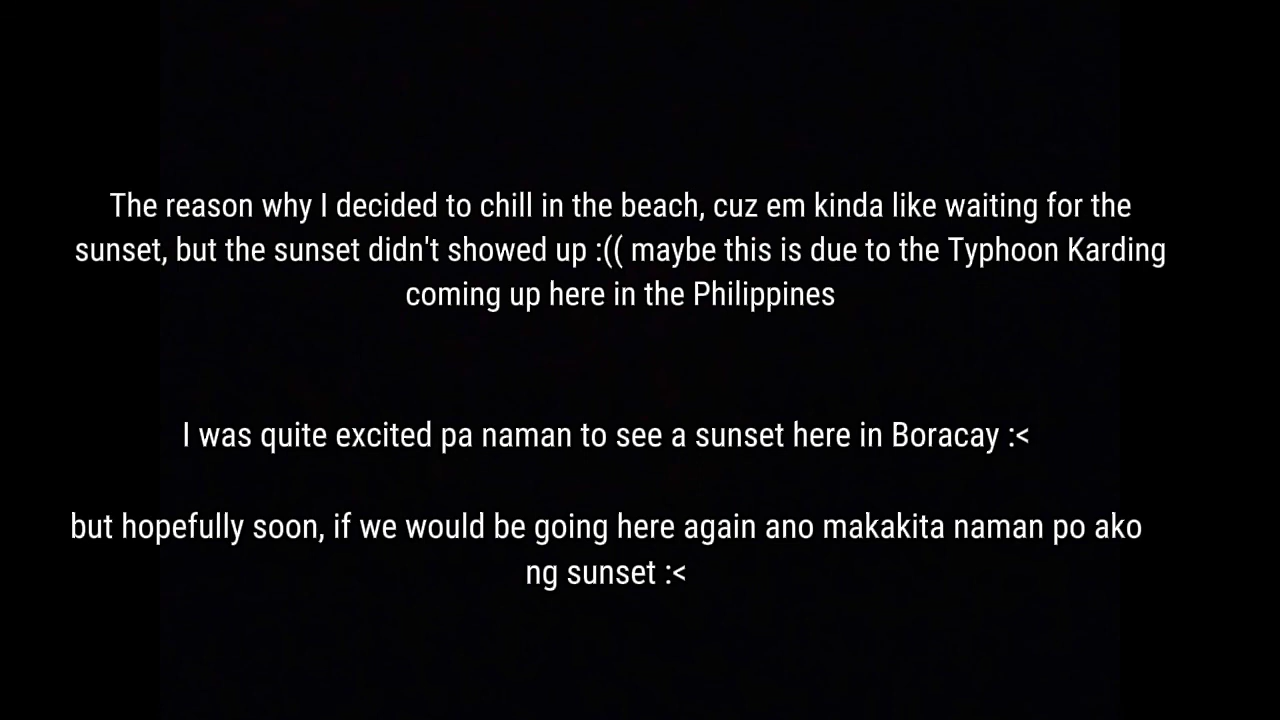 The reason why I decided to chill in the beach, cuz em kinda like waiting for the
sunset, but the sunset didn't showed up :(( maybe this is due to the Typhoon Karding
coming up here in the Philippines
I was quite excited pa naman to see a sunset here in Boracay :<
but hopefully soon, if we would be going here again ano makakita naman po ako
ng sunset :<